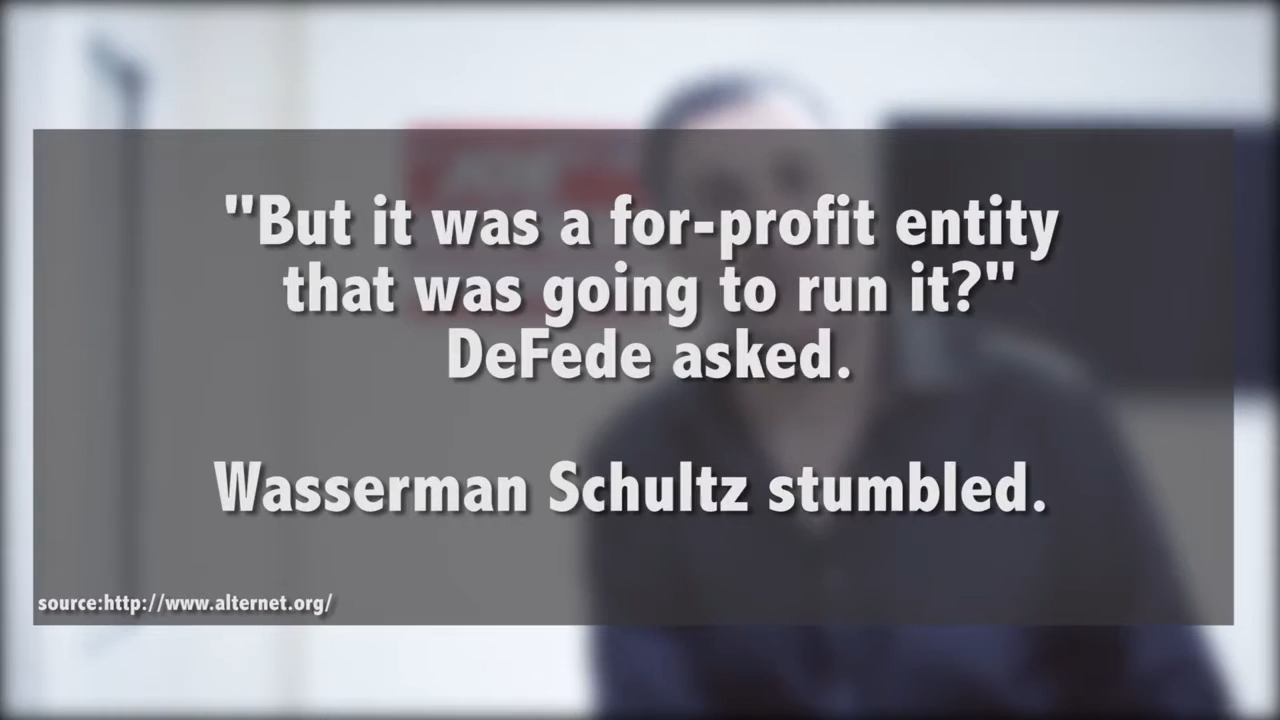 "But it was a for-profit entity
that was going to run it?"
DeFede asked.
Wasserman Schultz stumbled.
source:http://www.alternet.org/